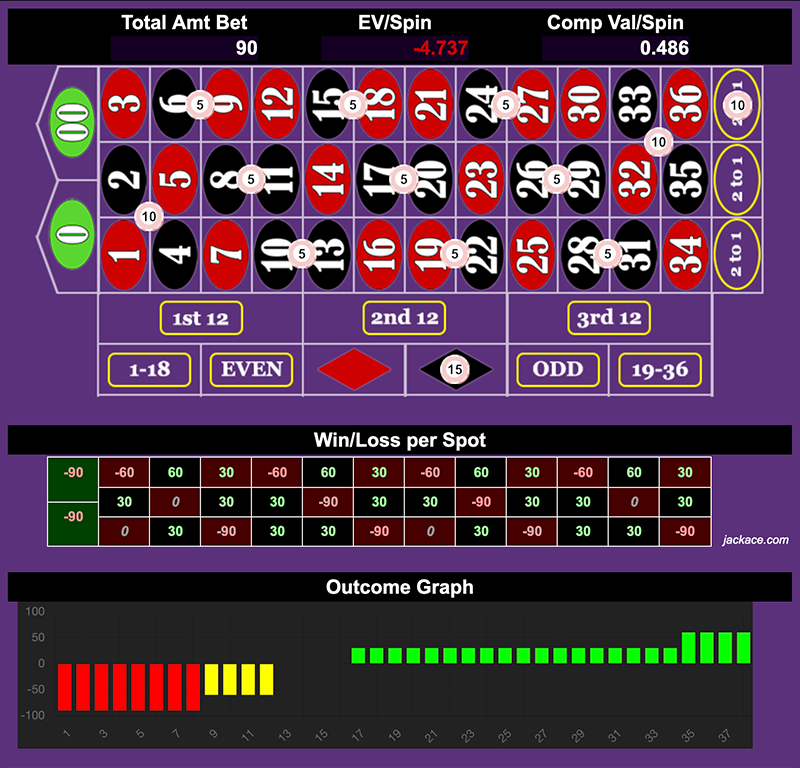 Total Amt Bet EV/Spin Comp Val/Spin
90 -4.737 0.486
00 3 6 5 9 12 15 5 18 21 24 5 27 30 33 36 10
10
2 5 8 5 11 14 17 5 20 23 26 5 29 32 35 2 to 1
0 10
1 4 7 10 5 13 16 19 5 22 25 28 5 31 34 2 to 1
1st 12 2nd 12 3rd 12
1-18 EVEN 15 ODD 19-36
Win/Loss per Spot
-90 -60 60 30 -60 60 30 -60 60 30 -60 60 30
30 0 30 30 -90 30 30 -90 30 30 0 30
-90 0 30 -90 30 30 -90 0 30 -90 30 30 -90
jackace.com
Outcome Graph
100
50
0
-50
-100
1 3 5 7 9 11 13 15 17 19 21 23 25 27 29 31 33 35 37